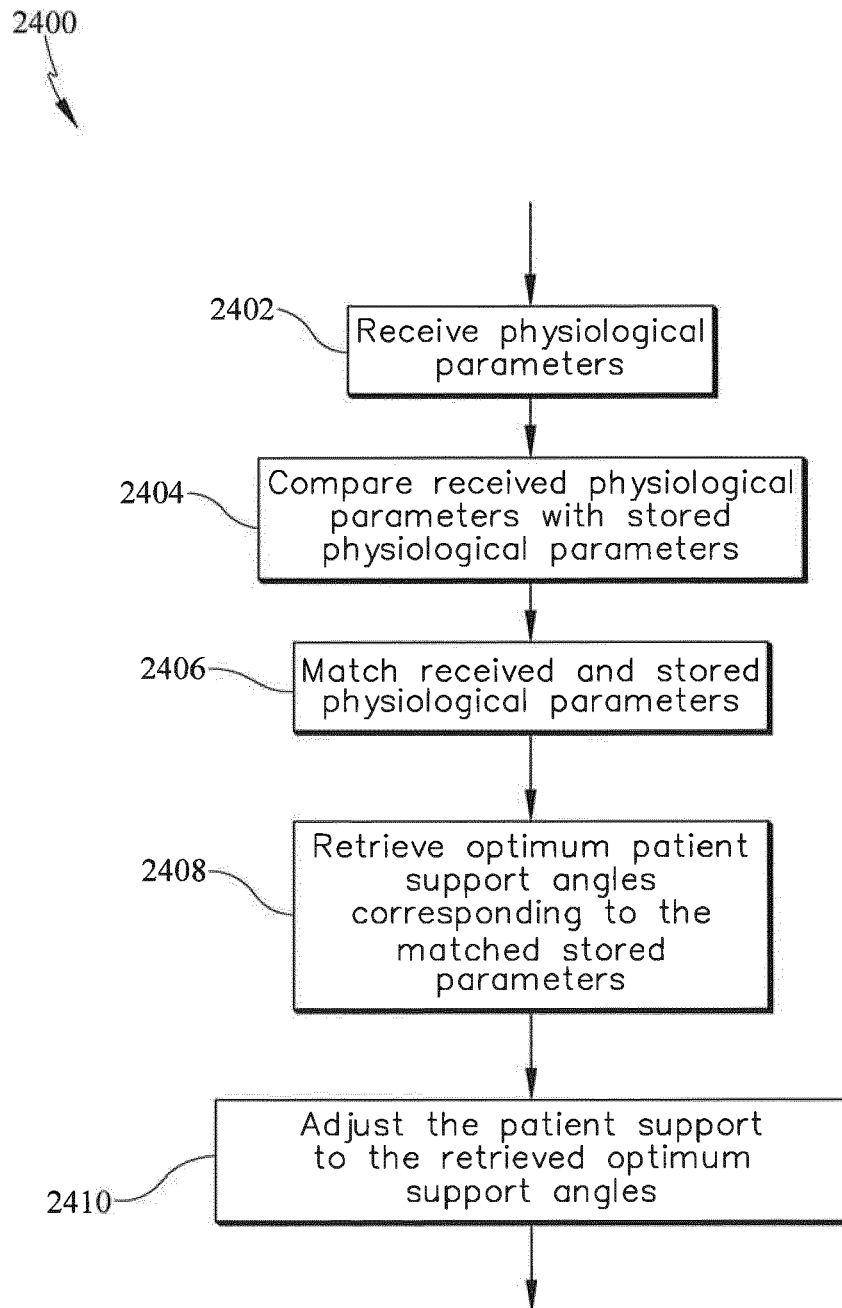 2400
2402
Receive physiological
parameters
2404
Compare received physiological
parameters with stored
physiological parameters
2406
Match received and stored
physiological parameters
2408
Retrieve optimum patient
support angles
corresponding to the
matched stored
parameters
2410
Adjust the patient support
to the retrieved optimum
support angles